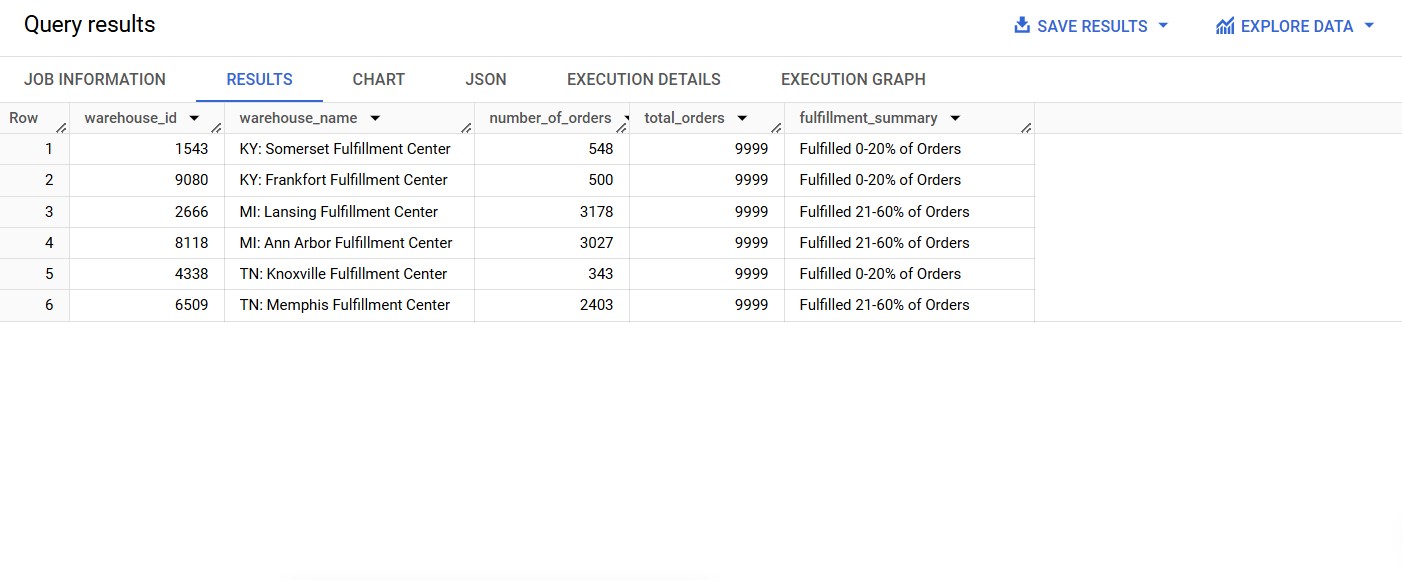 Query results SAVE RESULTS EXPLORE DATA
JOB INFORMATION RESULTS CHART JSON EXECUTION DETAILS EXECUTION GRAPH
Row warehouse_id warehouse_name number_of_orders total_orders fulfillment_summary
1 1543 KY: Somerset Fulfillment Center 548 9999 Fulfilled 0-20% of Orders
2 9080 KY: Frankfort Fulfillment Center 500 9999 Fulfilled 0-20% of Orders
3 2666 MI: Lansing Fulfillment Center 3178 9999 Fulfilled 21-60% of Orders
4 8118 MI: Ann Arbor Fulfillment Center 3027 9999 Fulfilled 21-60% of Orders
5 4338 TN: Knoxville Fulfillment Center 343 9999 Fulfilled 0-20% of Orders
6 6509 TN: Memphis Fulfillment Center 2403 9999 Fulfilled 21-60% of Orders